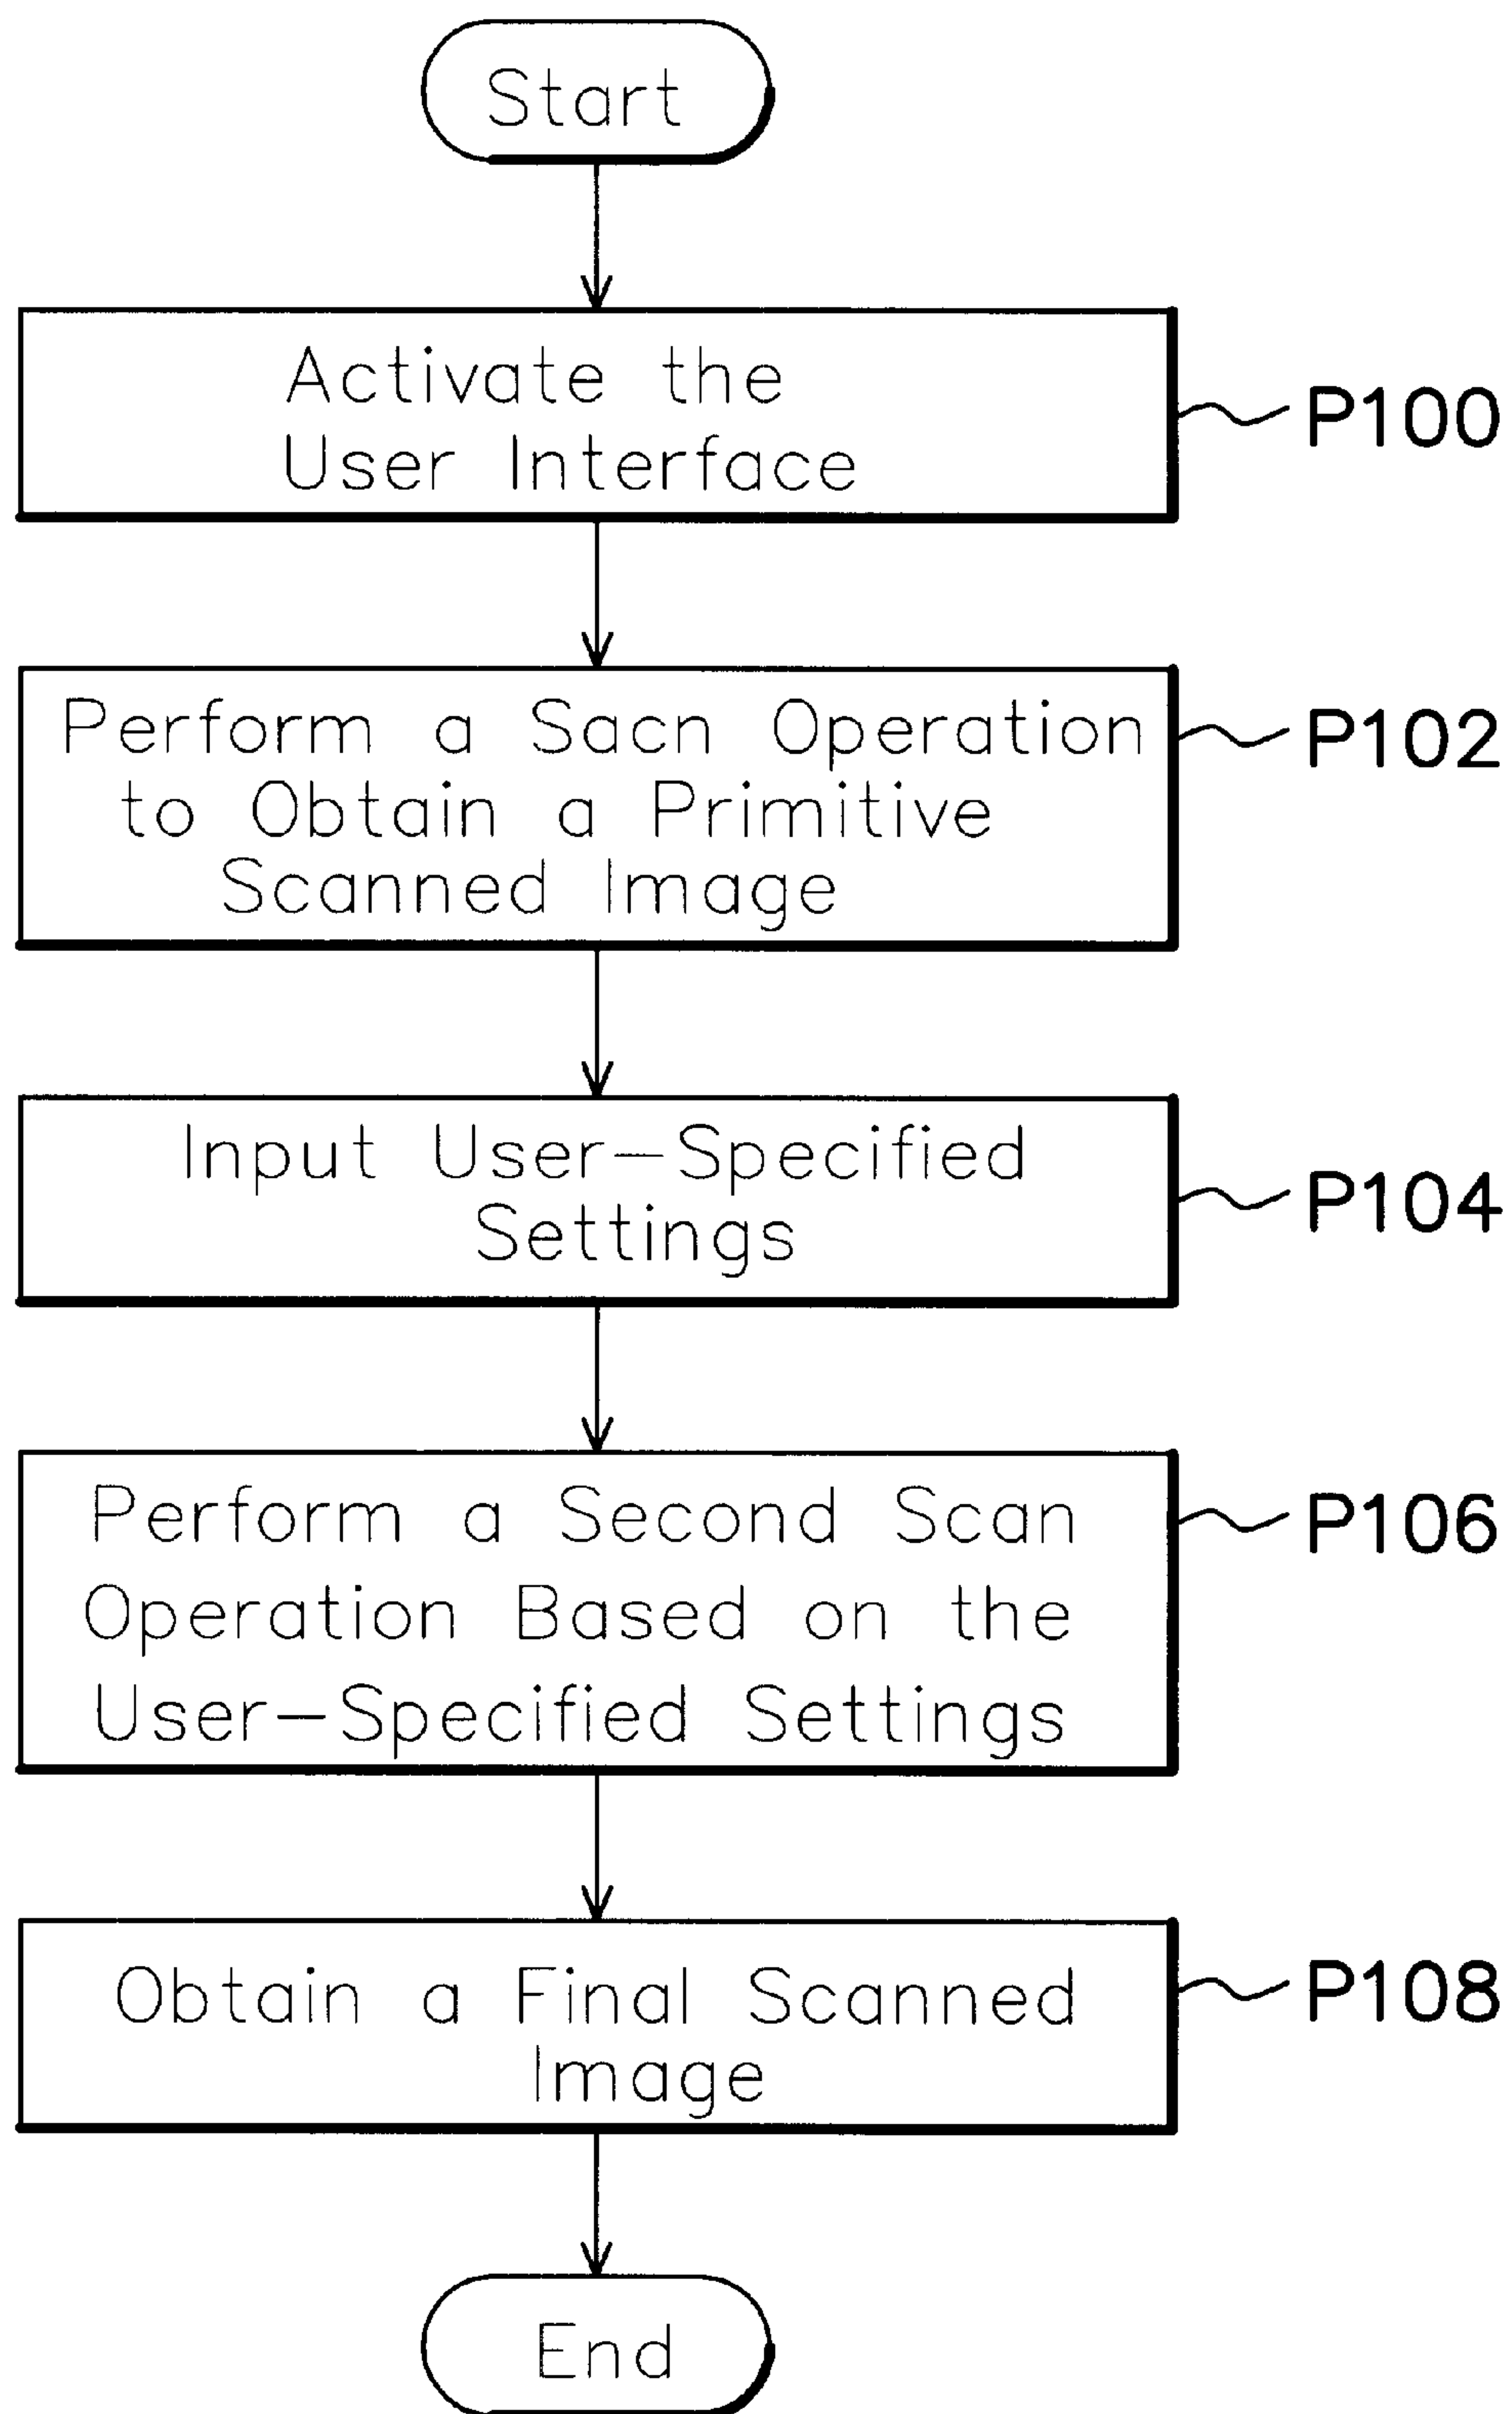 Start
Activate the
User Interface
P100
Perform a Sacn Operation
to Obtain a Primitive
Scanned Image
P102
Input User-Specified
Settings
P104
Perform a Second Scan
Operation Based on the
User-Specified Settings
P106
Obtain a Final Scanned
Image
P108
End